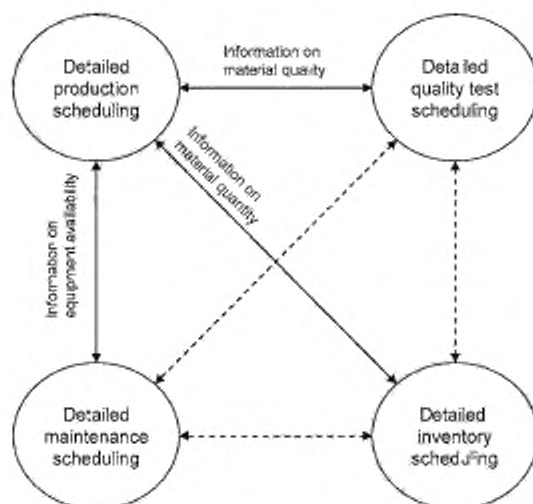 Detailed
production
scheduling
Information on
material quality
Detailed
quality test
scheduling
Information on
material quantity
Information on
equipment availability
Detailed
maintenance
scheduling
Detailed
inventory
scheduling